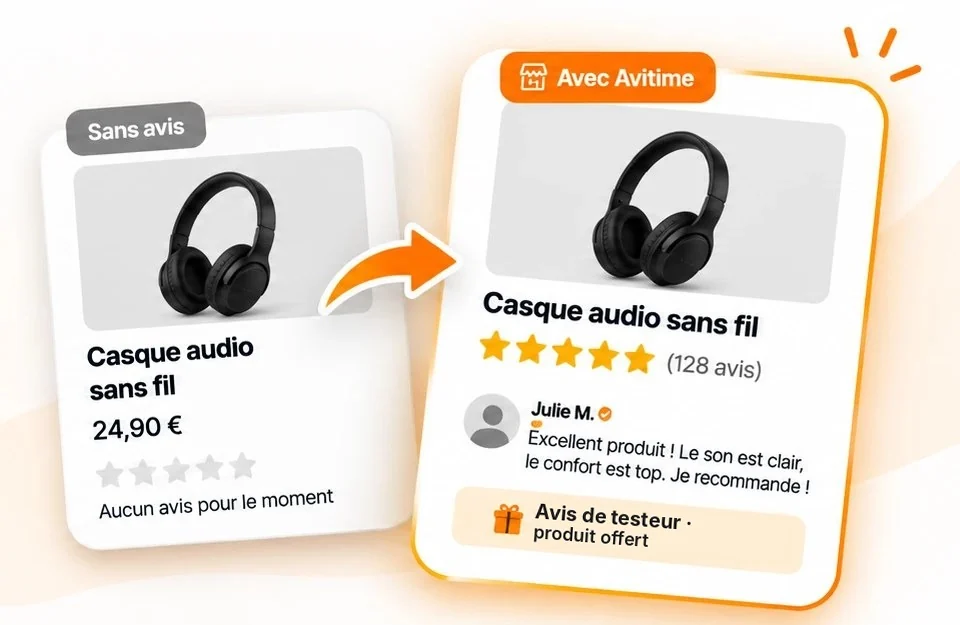 Sans avis
Casque audio
sans fil
24,90 €
Aucun avis pour le moment
Avec Avitime
Casque audio sans fil
(128 avis)
Julie M.
Excellent produit ! Le son est clair,
le confort est top. Je recommande !
Avis de testeur ·
produit offert